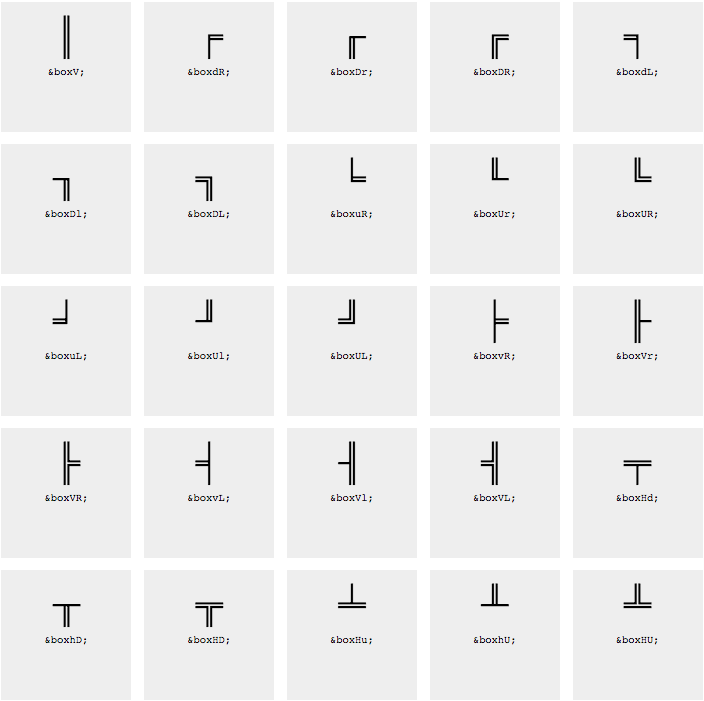 ║ ╒ ╓ ╔ ╕
&boxV; &boxdR; &boxDr; &boxDR; &boxdL;
╖ ╗ ╘ ╙ ╚
&boxDl; &boxDL; &boxuR; &boxUr; &boxUR;
╛ ╜ ╝ ╞ ╟
&boxuL; &boxUl; &boxUL; &boxvR; &boxVr;
╠ ╡ ╢ ╣ ╤
&boxVR; &boxvL; &boxVl; &boxVL; &boxHd;
╥ ╦ ╧ ╨ ╩
&boxhD; &boxHD; &boxHu; &boxhU; &boxHU;